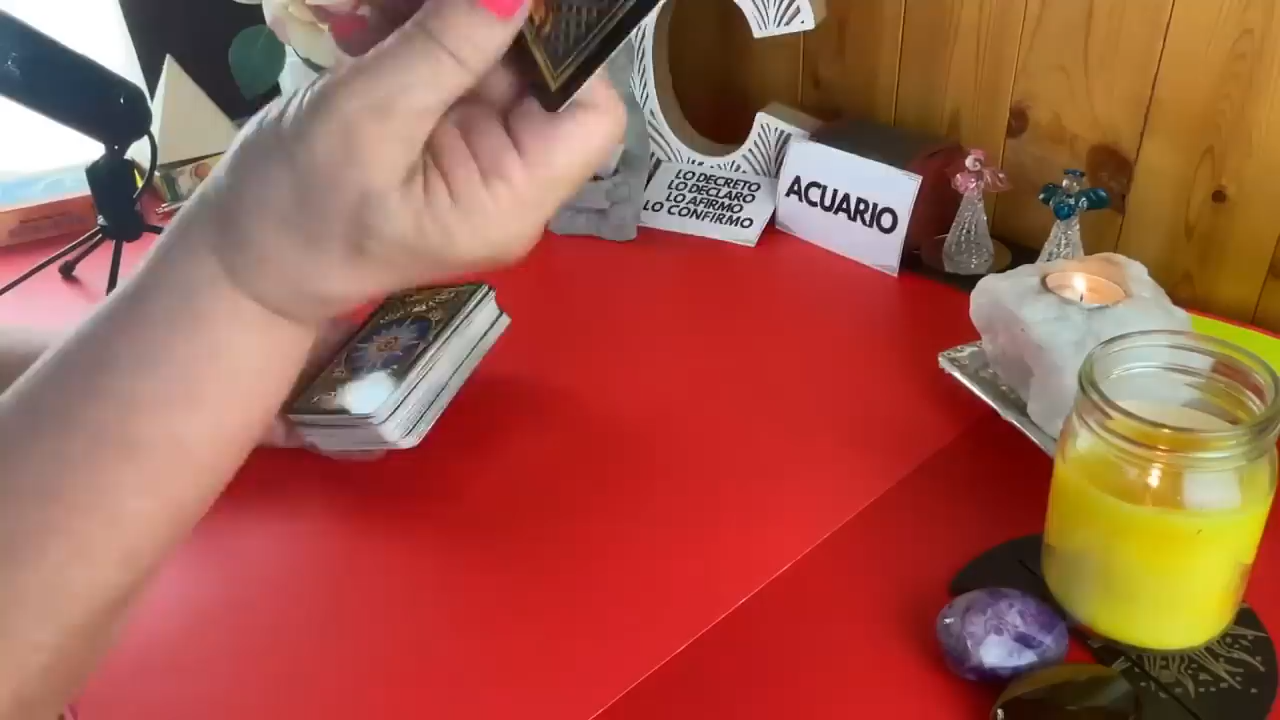 C
LO DECRETO
LO DECLARO
LO AFIRMO
LO CONFIRMO
ACUARIO